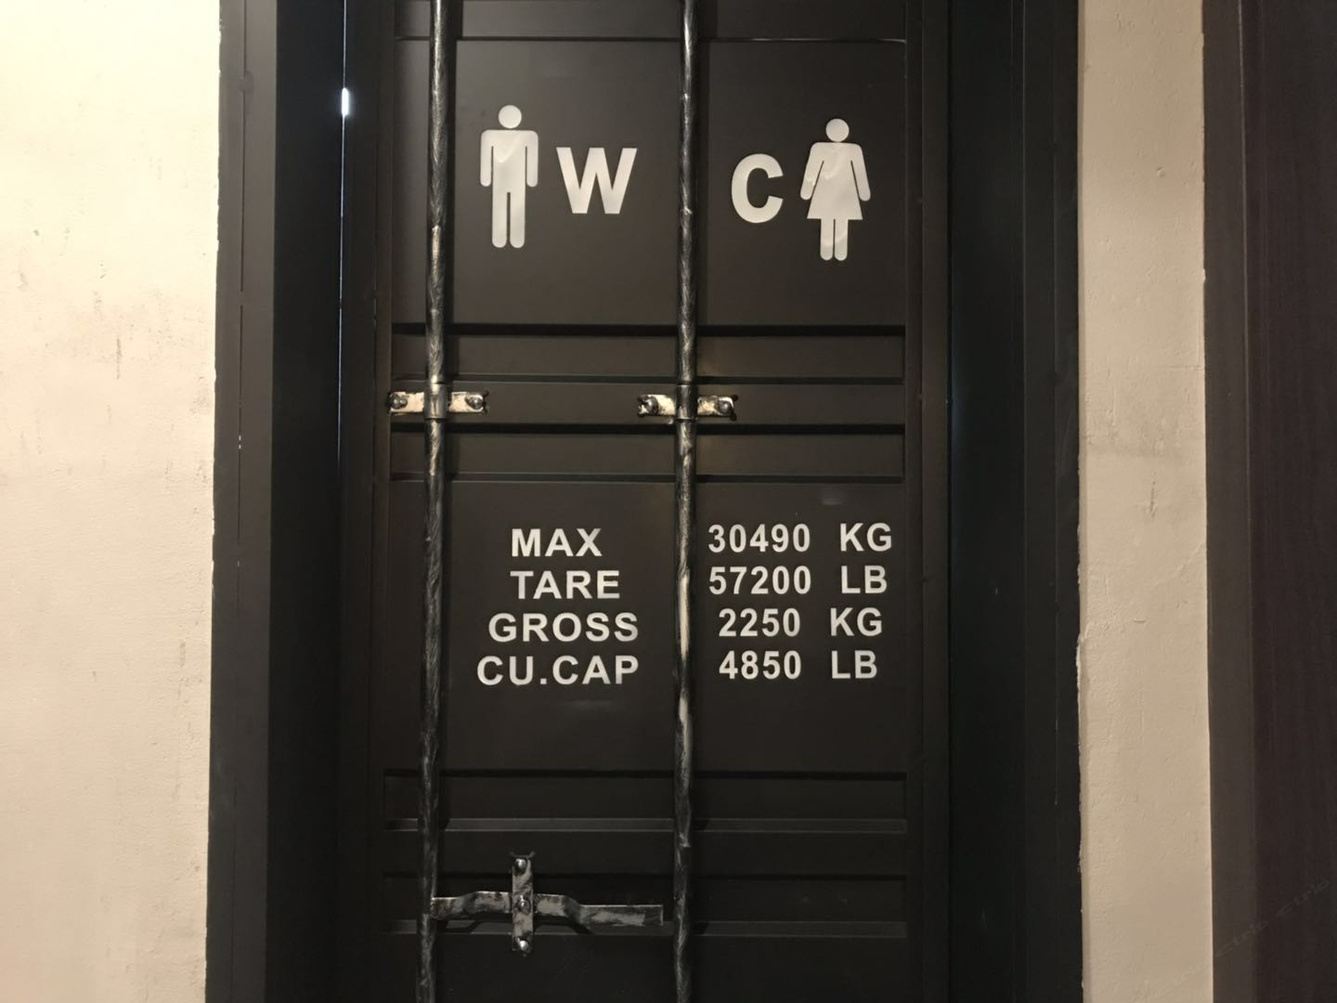 W C
MAX 30490 KG
TARE 57200 LB
GROSS 2250 KG
CU.CAP 4850 LB